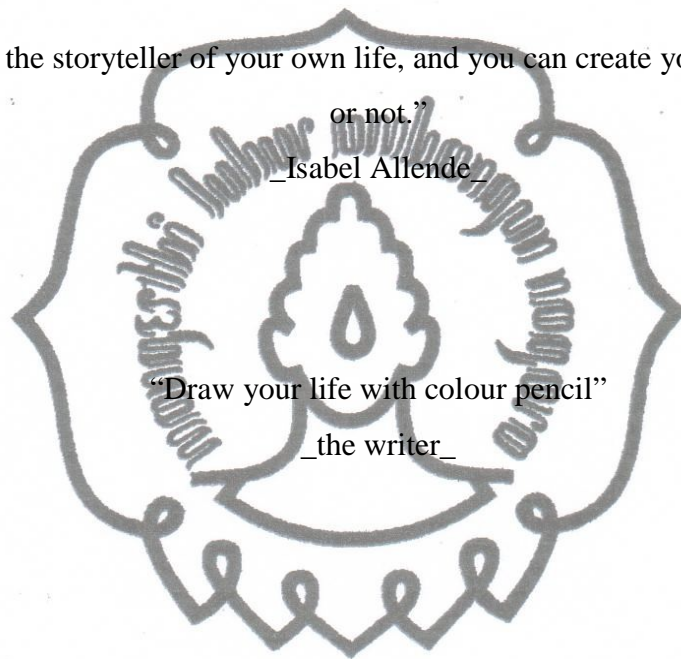 the storyteller of your own life, and you can create yo
or not.”
_Isabel Allende_
“Draw your life with colour pencil”
_the writer_